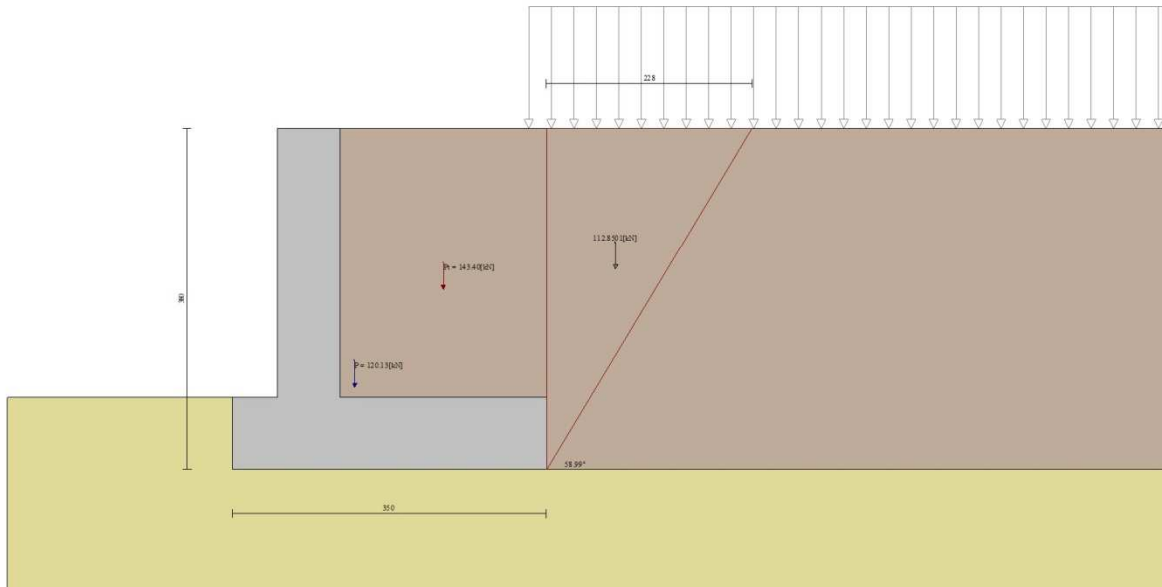 228
112.8501[kN]
Pt = 143.40[kN]
380
P = 120.13[kN]
58.99°
350